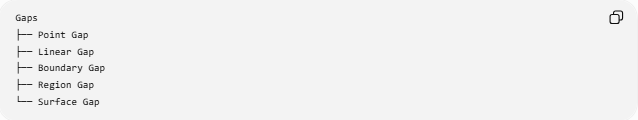 Gaps
├── Point Gap
├── Linear Gap
├── Boundary Gap
├── Region Gap
└── Surface Gap